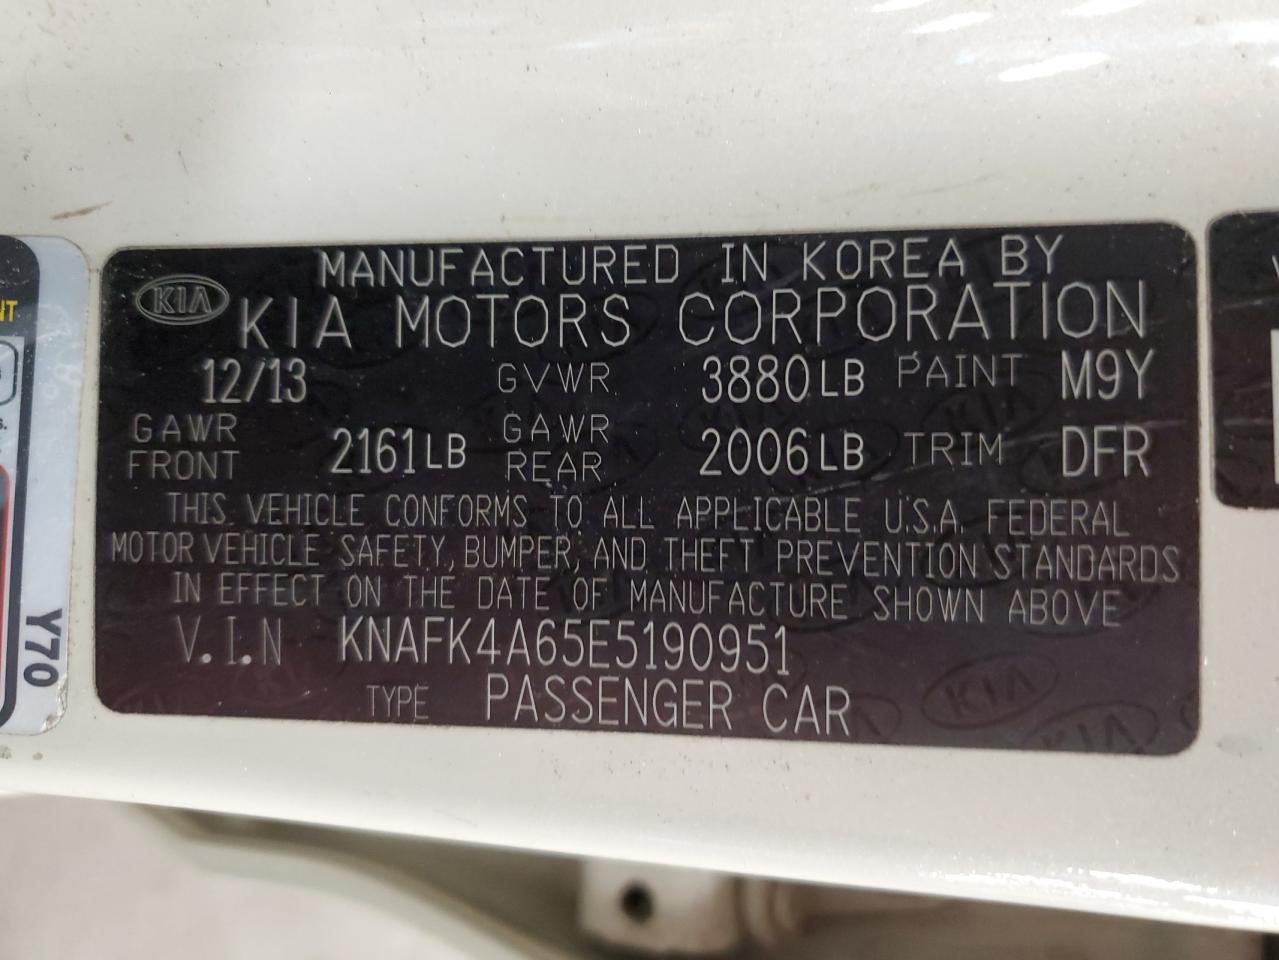 MANUFACTURED IN KOREA BY
KIA KIA MOTORS CORPORATION
12/13 GVWR 3880LB PAINT M9Y
GAWR FRONT 2161LB GAWR REAR 2006LB TRIM DFR
THIS VEHICLE CONFORMS TO ALL APPLICABLE U.S.A. FEDERAL
MOTOR VEHICLE SAFETY, BUMPER, AND THEFT PREVENTION STANDARDS
IN EFFECT ON THE DATE OF MANUFACTURE SHOWN ABOVE
V.I.N KNAFK4A65E5190951
TYPE PASSENGER CAR
Y70